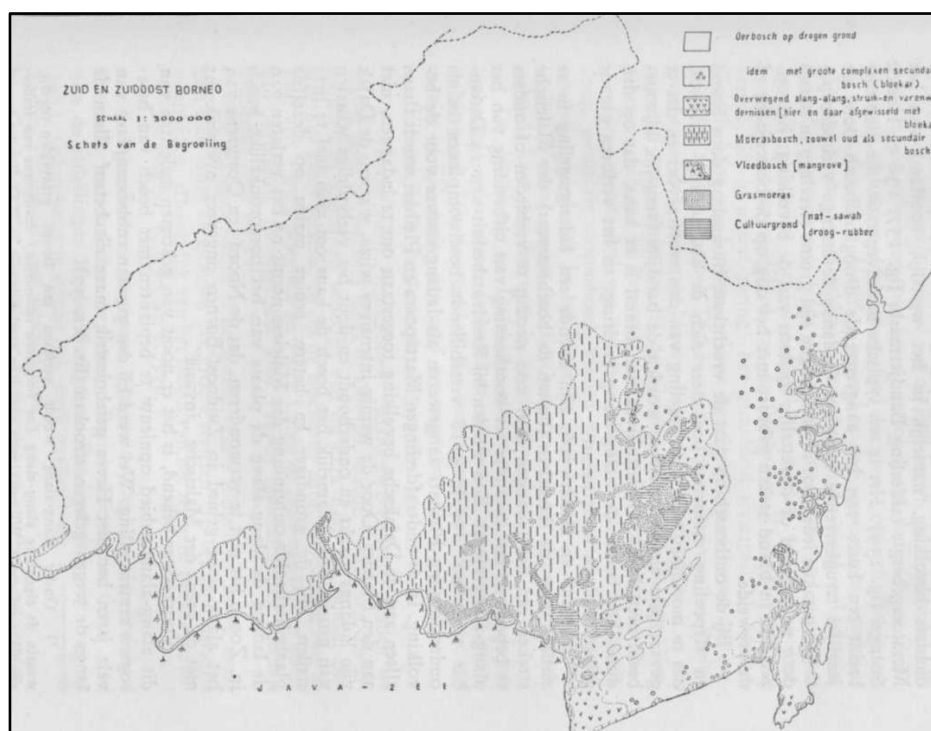 ZUID EN ZUIDOOST BORNEO
SCHAAL 1: 3000 000
Schets van de Begroeiing
Oerbosch op drogen grond
idem met groote complexen secundai
bosch (bloekar)
Overwegend alang-alang, struik-en varenw
dernissen [hier en daar afgewisseld met
bloekar
Moerasbosch, zoowel oud als secundair
bosch
Vloedbosch [mangrove]
Grasmoeras
Cultuurgrond { nat-sawah
droog-rubber
JAVA ZEE